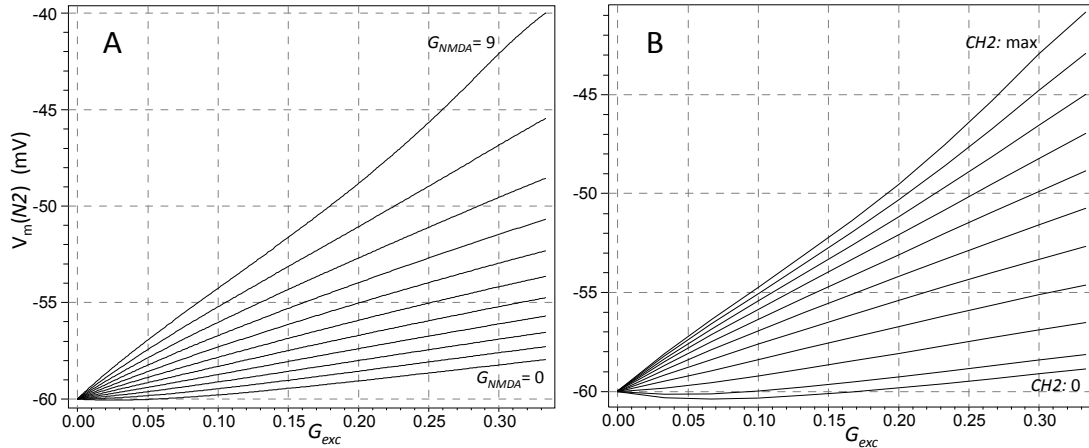 A
G_NMDA = 9
G_NMDA = 0
-40
-45
-50
-55
-60
V_m(N2) (mV)
0.00 0.05 0.10 0.15 0.20 0.25 0.30
G_exc
B
CH2: max
CH2: 0
-45
-50
-55
-60
0.00 0.05 0.10 0.15 0.20 0.25 0.30
G_exc